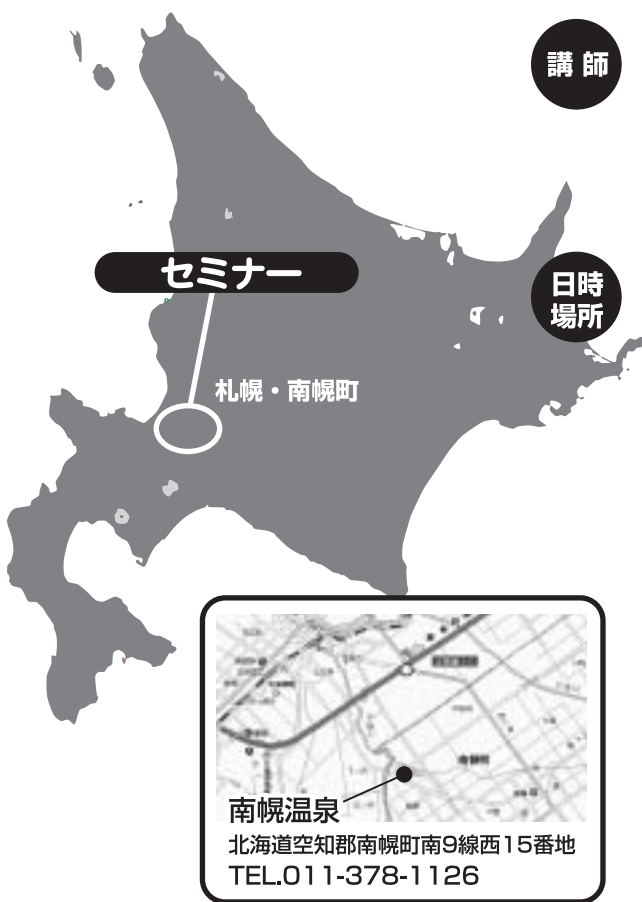 講師
セミナー
日時
場所
札幌・南幌町
南幌温泉
北海道空知郡南幌町南9線西15番地
TEL.011-378-1126